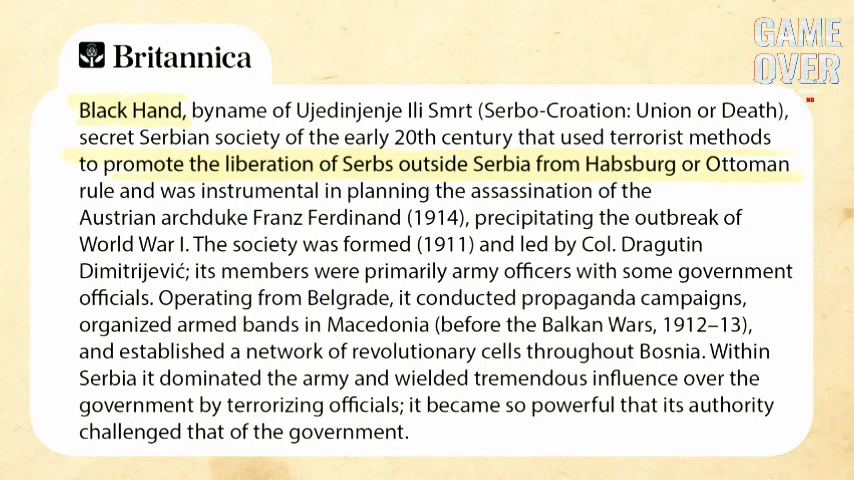 Britannica
GAME
OVER
Black Hand, byname of Ujedinjenje Ili Smrt (Serbo-Croation: Union or Death),
secret Serbian society of the early 20th century that used terrorist methods
to promote the liberation of Serbs outside Serbia from Habsburg or Ottoman
rule and was instrumental in planning the assassination of the
Austrian archduke Franz Ferdinand (1914), precipitating the outbreak of
World War I. The society was formed (1911) and led by Col. Dragutin
Dimitrijević; its members were primarily army officers with some government
officials. Operating from Belgrade, it conducted propaganda campaigns,
organized armed bands in Macedonia (before the Balkan Wars, 1912–13),
and established a network of revolutionary cells throughout Bosnia. Within
Serbia it dominated the army and wielded tremendous influence over the
government by terrorizing officials; it became so powerful that its authority
challenged that of the government.